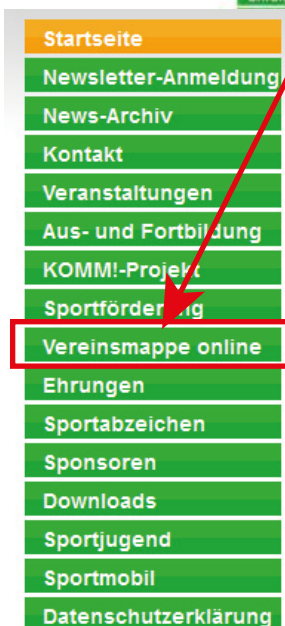 Startseite
Newsletter-Anmeldung
News-Archiv
Kontakt
Veranstaltungen
Aus- und Fortbildung
KOMM!-Projekt
Sportförderung
Vereinsmappe online
Ehrungen
Sportabzeichen
Sponsoren
Downloads
Sportjugend
Sportmobil
Datenschutzerklärung